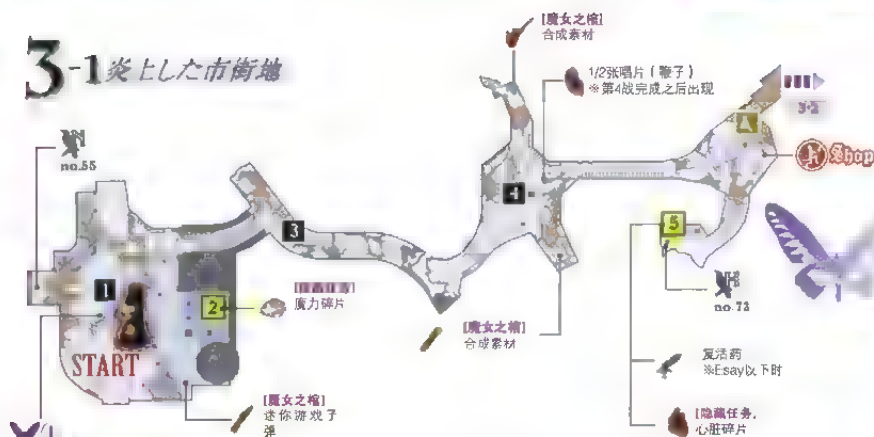 3-1 炎上した市街地
[魔女之棺]
合成素材
1/2张唱片(鞭子)
※第4战完成之后出现
3-2
Shop
no.55
1
2
3
4
5
START
魔力碎片
[魔女之棺]
迷你游戏子
弹
[魔女之棺]
合成素材
no.72
复活药
※Esay以下时
[隐藏任务]
心脏碎片